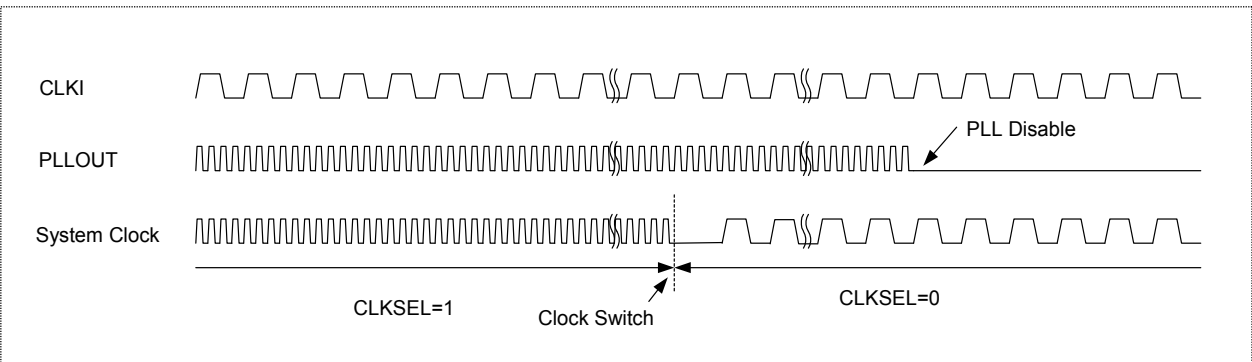 CLKI
PLL Disable
PLLOUT
System Clock
CLKSEL=1
CLKSEL=0
Clock Switch